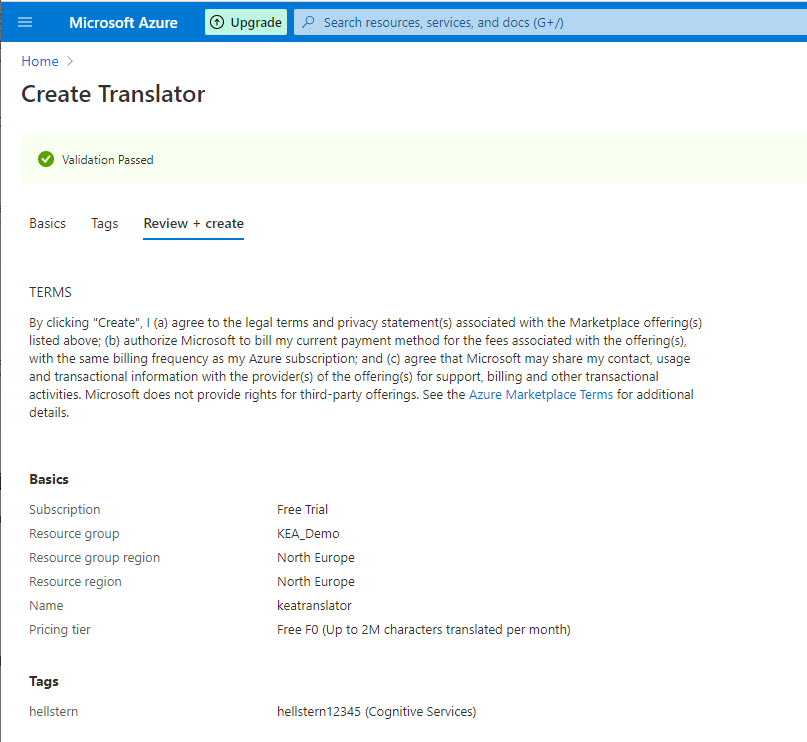 Microsoft Azure
Upgrade
Search resources, services, and docs (G+/)
Home
Create Translator
Validation Passed
Basics Tags Review + create
TERMS
By clicking "Create", I (a) agree to the legal terms and privacy statement(s) associated with the Marketplace offering(s)
listed above; (b) authorize Microsoft to bill my current payment method for the fees associated with the offering(s),
with the same billing frequency as my Azure subscription; and (c) agree that Microsoft may share my contact, usage
and transactional information with the provider(s) of the offering(s) for support, billing and other transactional
activities. Microsoft does not provide rights for third-party offerings. See the Azure Marketplace Terms for additional
details.
Basics
Subscription Free Trial
Resource group KEA_Demo
Resource group region North Europe
Resource region North Europe
Name keatranslator
Pricing tier Free F0 (Up to 2M characters translated per month)
Tags
hellstern hellstern12345 (Cognitive Services)